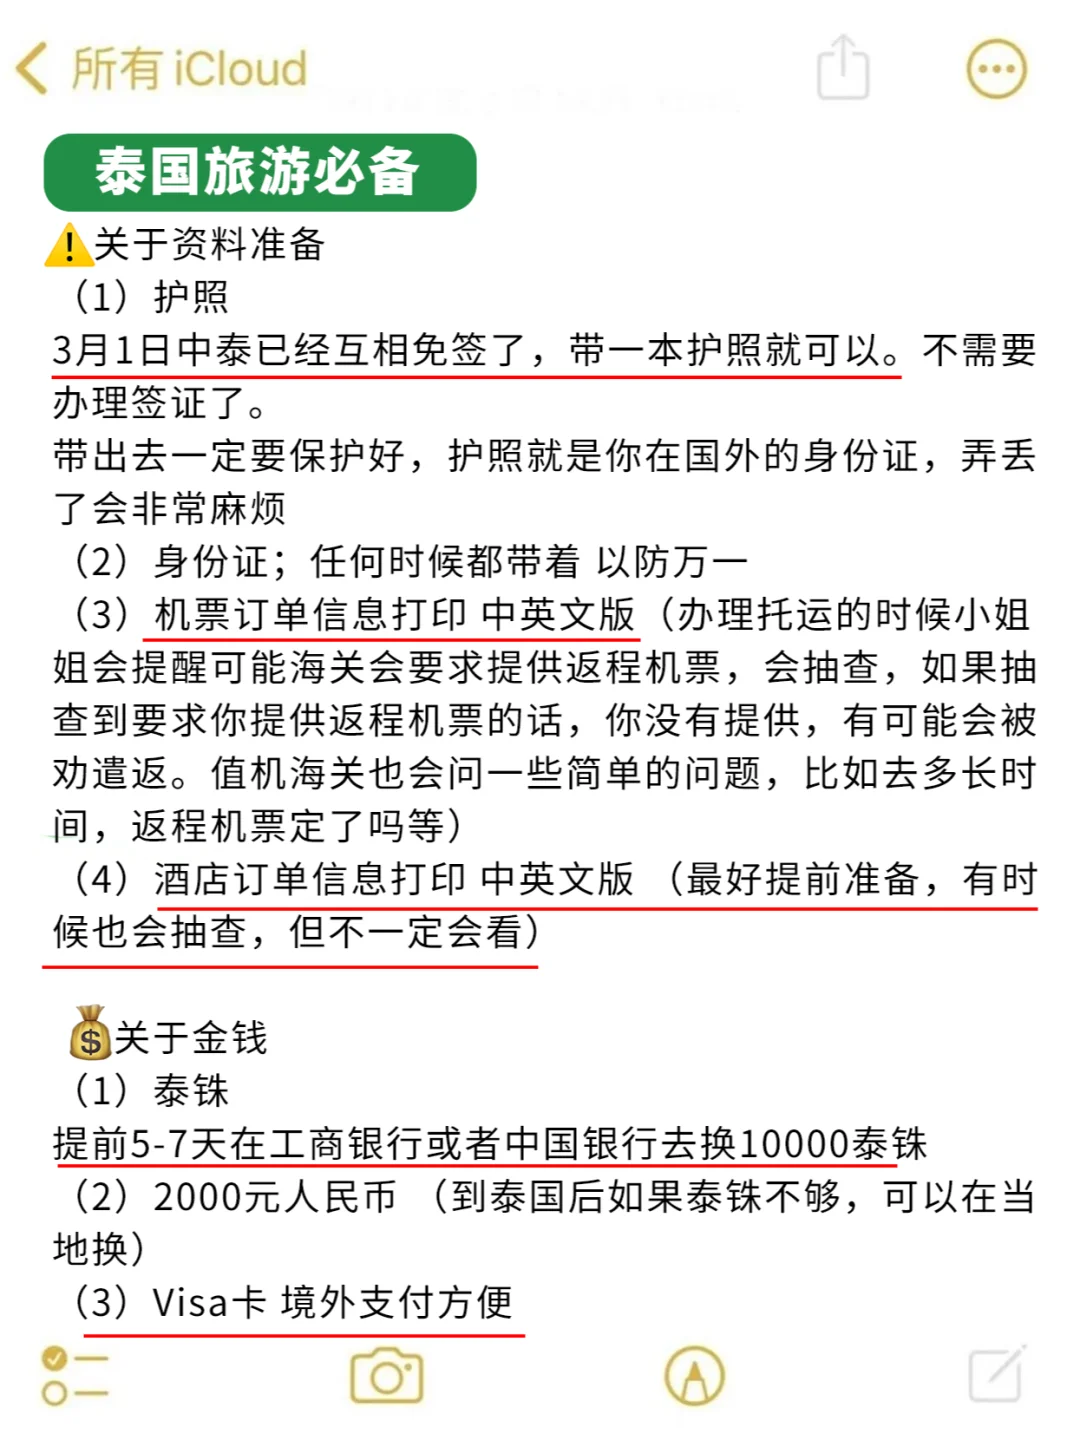 所有 iCloud
泰国旅游必备
⚠️关于资料准备
（1）护照
3月1日中泰已经互相免签了，带一本护照就可以。不需要
办理签证了。
带出去一定要保护好，护照就是你在国外的身份证，弄丢
了会非常麻烦
（2）身份证；任何时候都带着 以防万一
（3）机票订单信息打印 中英文版（办理托运的时候小姐
姐会提醒可能海关会要求提供返程机票，会抽查，如果抽
查到要求你提供返程机票的话，你没有提供，有可能会被
劝遣返。值机海关也会问一些简单的问题，比如去多长时
间，返程机票定了吗等）
（4）酒店订单信息打印 中英文版 （最好提前准备，有时
候也会抽查，但不一定会看）
💰关于金钱
（1）泰铢
提前5-7天在工商银行或者中国银行去换10000泰铢
（2）2000元人民币 （到泰国后如果泰铢不够，可以在当
地换）
（3）Visa卡 境外支付方便